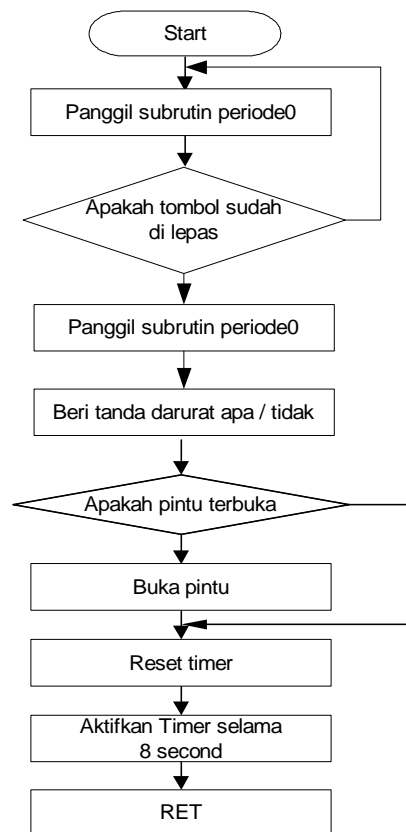 Start
Panggil subrutin periode0
Apakah tombol sudah
di lepas
Panggil subrutin periode0
Beri tanda darurat apa / tidak
Apakah pintu terbuka
Buka pintu
Reset timer
Aktifkan Timer selama
8 second
RET